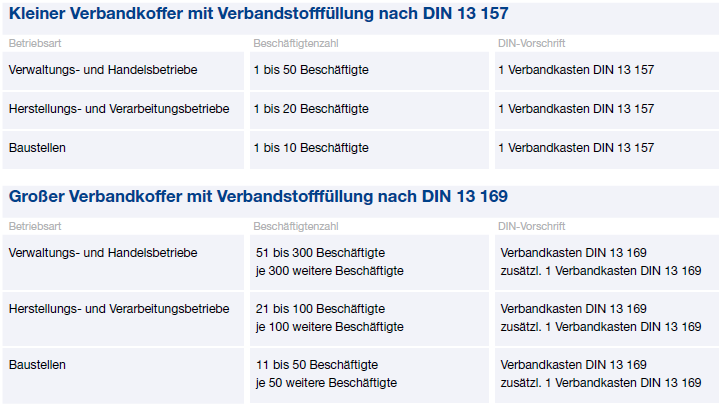 Kleiner Verbandkoffer mit Verbandstofffüllung nach DIN 13 157
Betriebsart Beschäftigtenzahl DIN-Vorschrift
Verwaltungs- und Handelsbetriebe 1 bis 50 Beschäftigte 1 Verbandkasten DIN 13 157
Herstellungs- und Verarbeitungsbetriebe 1 bis 20 Beschäftigte 1 Verbandkasten DIN 13 157
Baustellen 1 bis 10 Beschäftigte 1 Verbandkasten DIN 13 157
Großer Verbandkoffer mit Verbandstofffüllung nach DIN 13 169
Betriebsart Beschäftigtenzahl DIN-Vorschrift
Verwaltungs- und Handelsbetriebe 51 bis 300 Beschäftigte Verbandkasten DIN 13 169
je 300 weitere Beschäftigte zusätzl. 1 Verbandkasten DIN 13 169
Herstellungs- und Verarbeitungsbetriebe 21 bis 100 Beschäftigte Verbandkasten DIN 13 169
je 100 weitere Beschäftigte zusätzl. 1 Verbandkasten DIN 13 169
Baustellen 11 bis 50 Beschäftigte Verbandkasten DIN 13 169
je 50 weitere Beschäftigte zusätzl. 1 Verbandkasten DIN 13 169